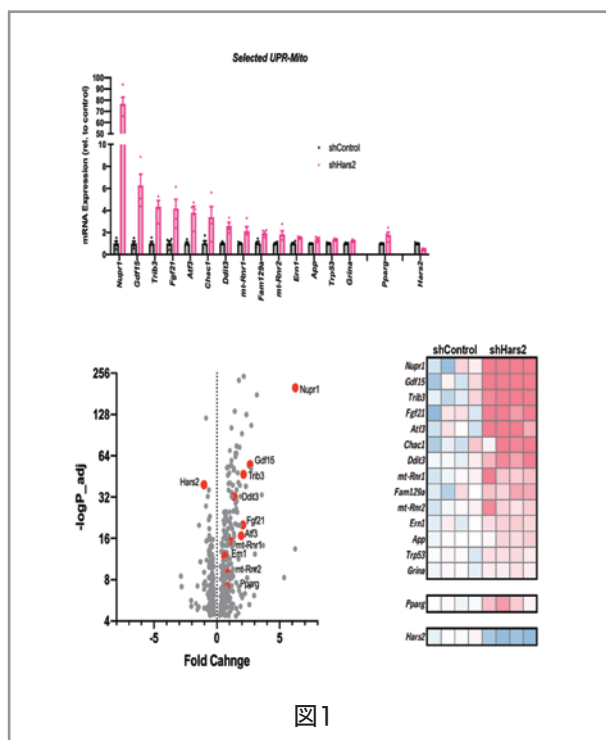 Selected UPR-Mito
mRNA Expression (rel. to control)
100
90
80
70
60
50
10
8
6
4
2
0
shControl
shHars2
Nupr1
Gdf15
Trib3
Fgf21
Atf3
Chac1
Ddit3
mt-Rnr1
Fam129a
mt-Rnr2
Ern1
App
Trp53
Grina
Pparg
Hars2
-logP_adj
256
128
64
32
16
8
4
-5
0
5
Fold Cahnge
Nupr1
Gdf15
Trib3
Hars2
Ddit3
Fgf21
Atf3
mt-Rnr1
Ern1
mt-Rnr2
Pparg
shControl shHars2
Nupr1
Gdf15
Trib3
Fgf21
Atf3
Chac1
Ddit3
mt-Rnr1
Fam129a
mt-Rnr2
Ern1
App
Trp53
Grina
Pparg
Hars2
図1